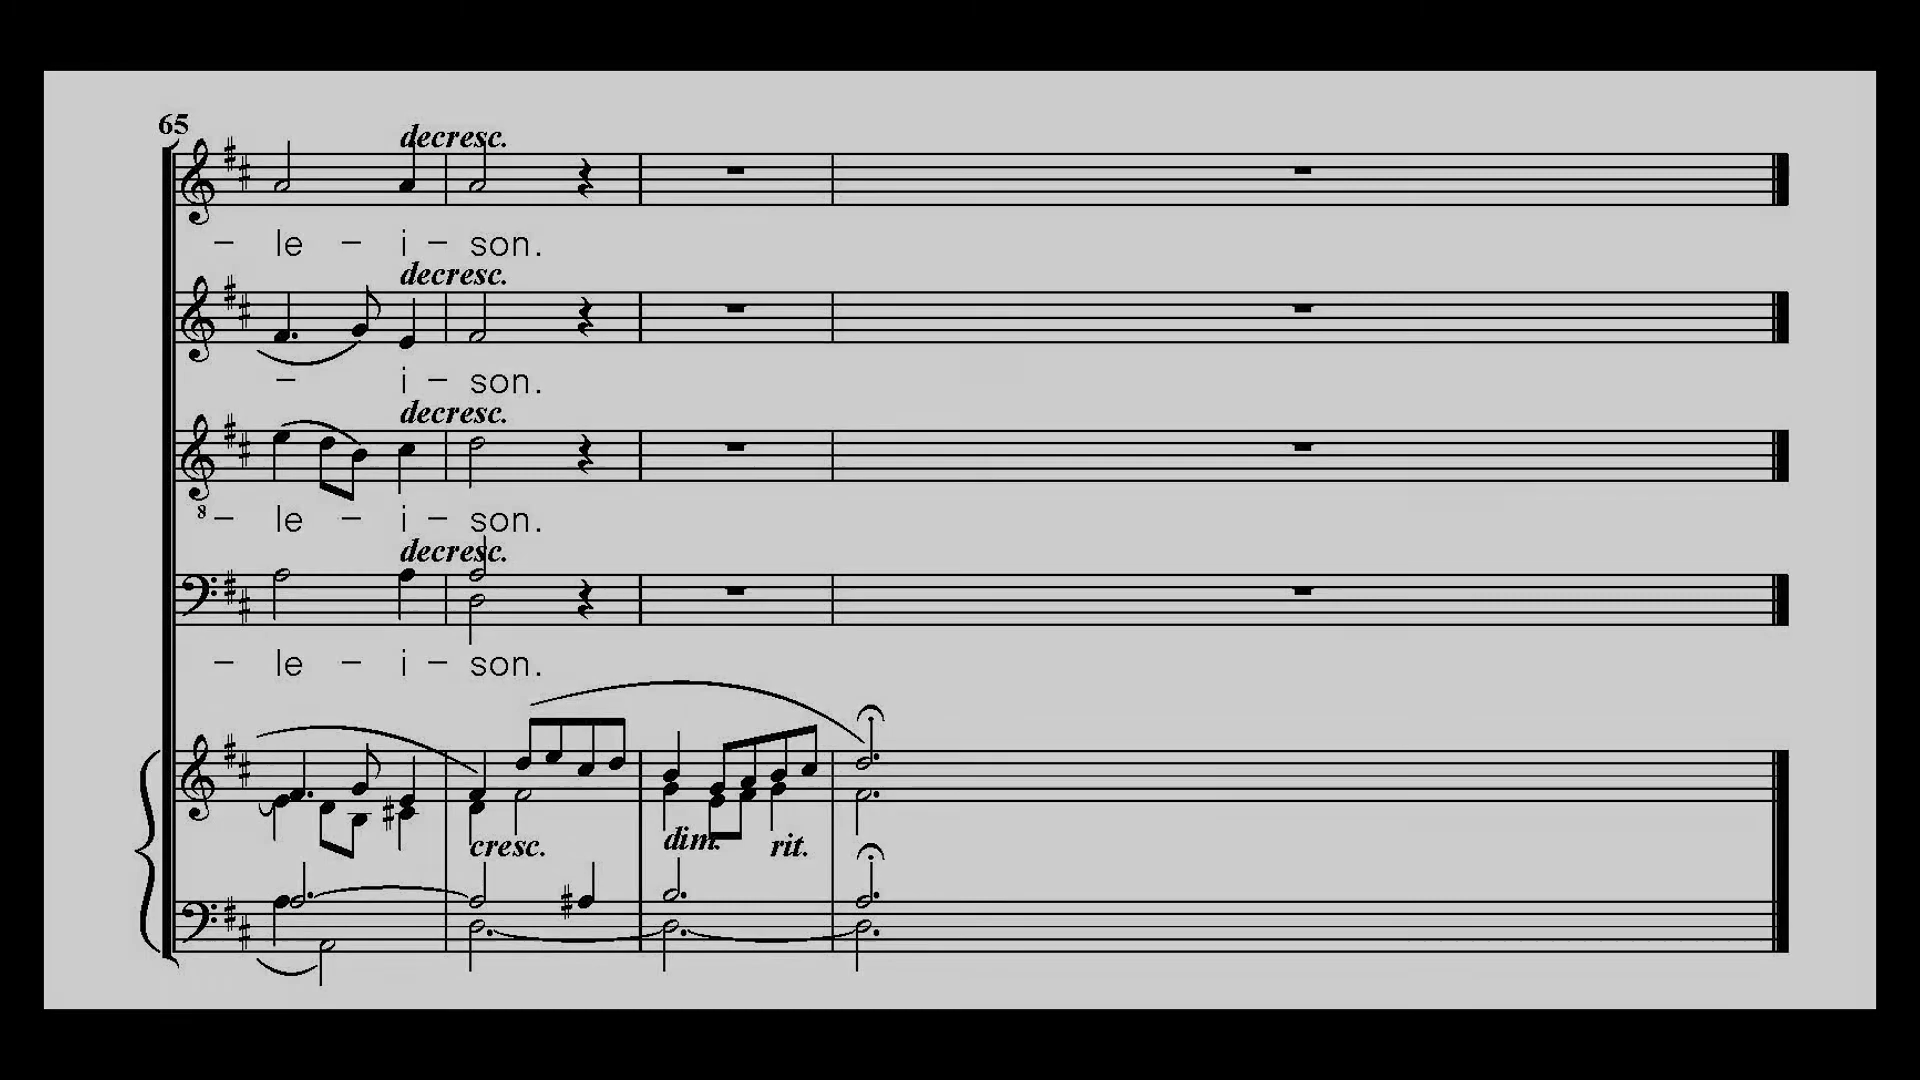 65
decresc.
– le – i – son.
decresc.
– i – son.
decresc.
8 – le – i – son.
decresc.
– le – i – son.
cresc. dim. rit.